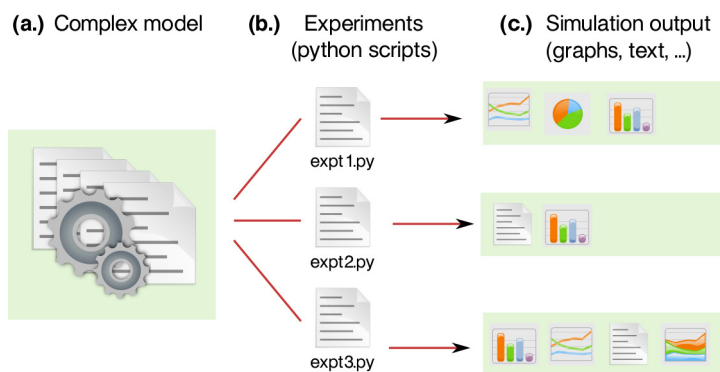 (a.) Complex model
(b.) Experiments
(python scripts)
(c.) Simulation output
(graphs, text, ...)
expt1.py
expt2.py
expt3.py